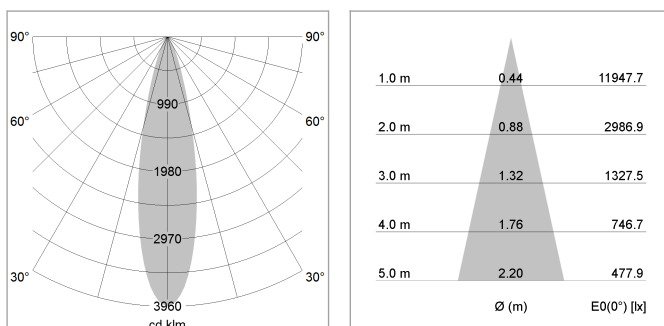 90° 90°
990
60° 60°
1980
2970
30° 30°
3960
cd klm
1.0 m 0.44 11947.7
2.0 m 0.88 2986.9
3.0 m 1.32 1327.5
4.0 m 1.76 746.7
5.0 m 2.20 477.9
Ø (m) E0(0°) [lx]